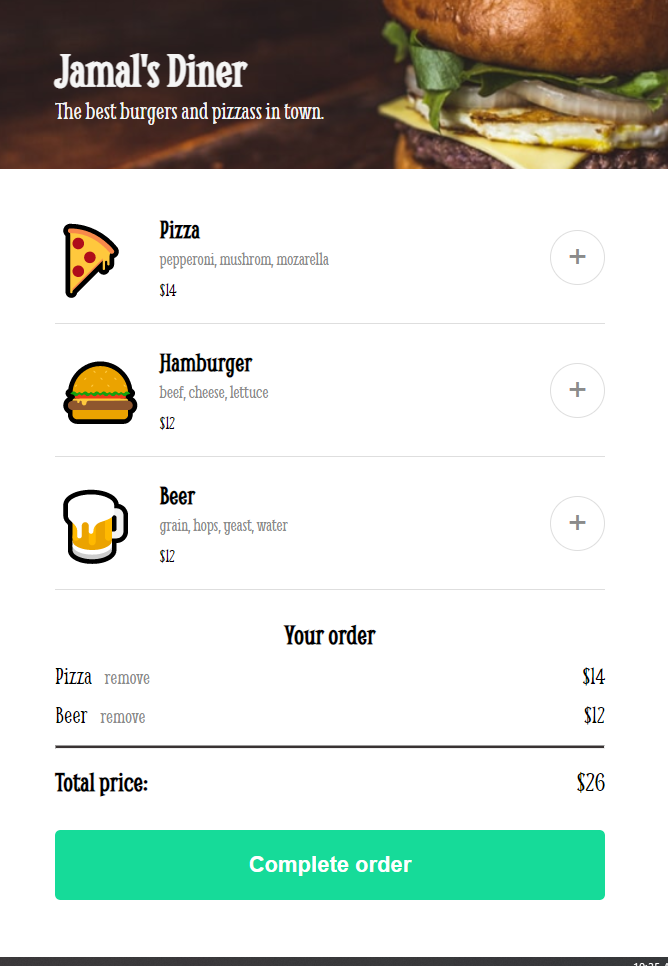 Jamal's Diner
The best burgers and pizzass in town.
Pizza
pepperoni, mushrom, mozarella
$14
+
Hamburger
beef, cheese, lettuce
$12
+
Beer
grain, hops, yeast, water
$12
+
Your order
Pizza remove $14
Beer remove $12
Total price: $26
Complete order